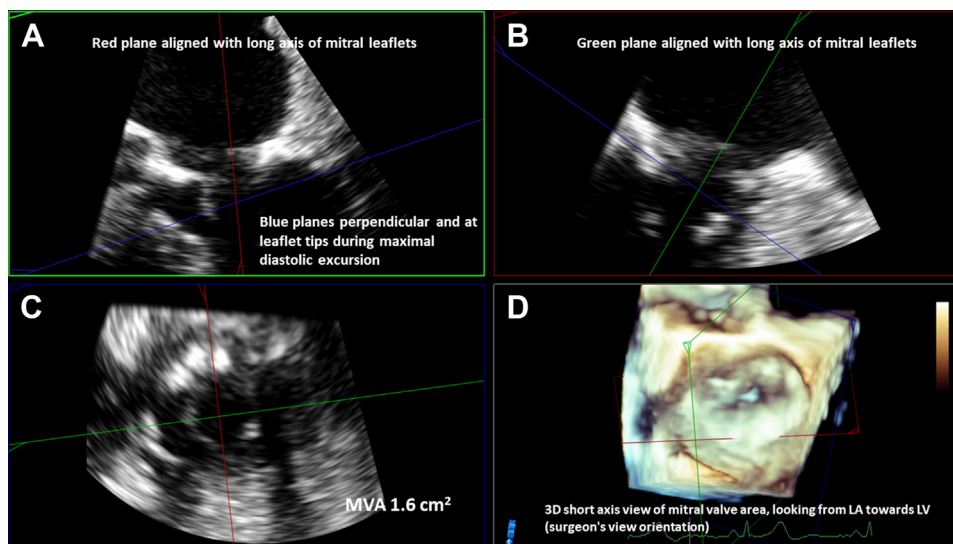 A
Red plane aligned with long axis of mitral leaflets
Blue planes perpendicular and at
leaflet tips during maximal
diastolic excursion
B
Green plane aligned with long axis of mitral leaflets
C
MVA 1.6 cm²
D
3D short axis view of mitral valve area, looking from LA towards LV
(surgeon's view orientation)